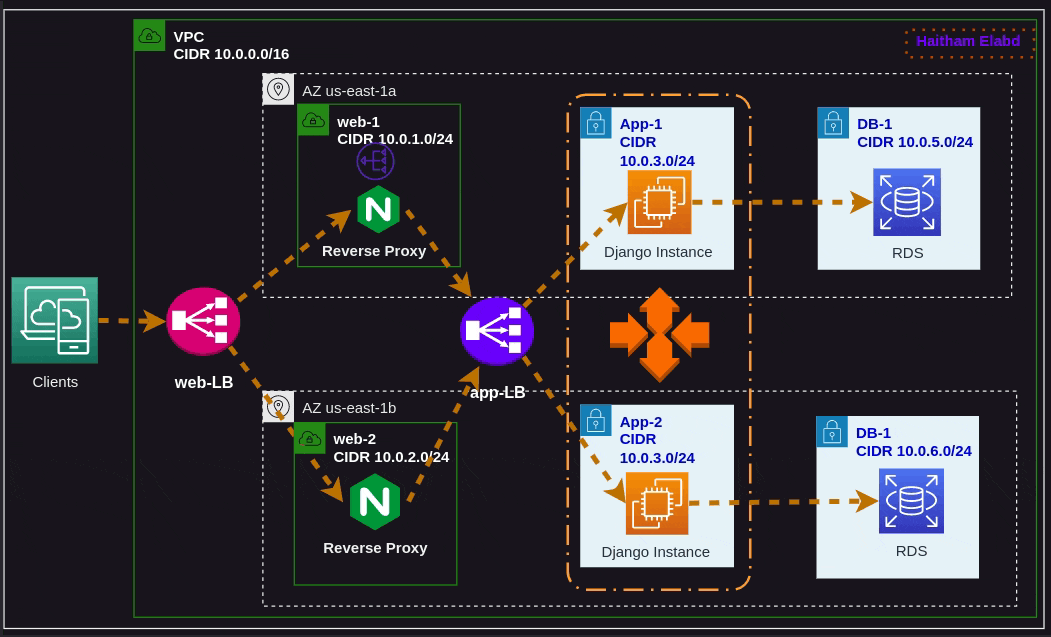 VPC
CIDR 10.0.0.0/16
Haitham Elabd
AZ us-east-1a
web-1
CIDR 10.0.1.0/24
Reverse Proxy
App-1
CIDR
10.0.3.0/24
Django Instance
DB-1
CIDR 10.0.5.0/24
RDS
Clients
web-LB
app-LB
AZ us-east-1b
web-2
CIDR 10.0.2.0/24
Reverse Proxy
App-2
CIDR
10.0.3.0/24
Django Instance
DB-1
CIDR 10.0.6.0/24
RDS